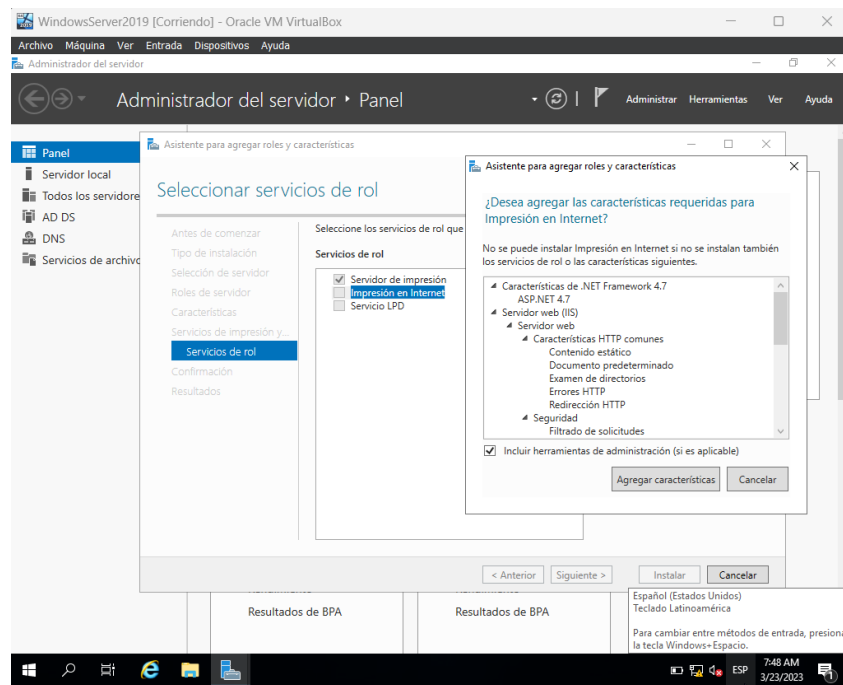 WindowsServer2019 [Corriendo] - Oracle VM VirtualBox
Archivo Máquina Ver Entrada Dispositivos Ayuda
Administrador del servidor
Administrador del servidor Panel
Administrar Herramientas Ver Ayuda
Panel
Servidor local
Todos los servidore
AD DS
DNS
Servicios de archivo
Asistente para agregar roles y características
Seleccionar servicios de rol
Antes de comenzar
Tipo de instalación
Selección de servidor
Roles de servidor
Características
Servicios de impresión y...
Servicios de rol
Confirmación
Resultados
Seleccione los servicios de rol que
Servicios de rol
Servidor de impresión
Impresión en Internet
Servicio LPD
Asistente para agregar roles y características
¿Desea agregar las características requeridas para
Impresión en Internet?
No se puede instalar Impresión en Internet si no se instalan también
los servicios de rol o las características siguientes.
Características de .NET Framework 4.7
ASP.NET 4.7
Servidor web (IIS)
Servidor web
Características HTTP comunes
Contenido estático
Documento predeterminado
Examen de directorios
Errores HTTP
Redirección HTTP
Seguridad
Filtrado de solicitudes
Incluir herramientas de administración (si es aplicable)
Agregar características Cancelar
< Anterior Siguiente > Instalar Cancelar
Resultados de BPA Resultados de BPA
Español (Estados Unidos)
Teclado Latinoamérica
Para cambiar entre métodos de entrada, presiona
la tecla Windows+Espacio.
ESP
7:48 AM
3/23/2023
1